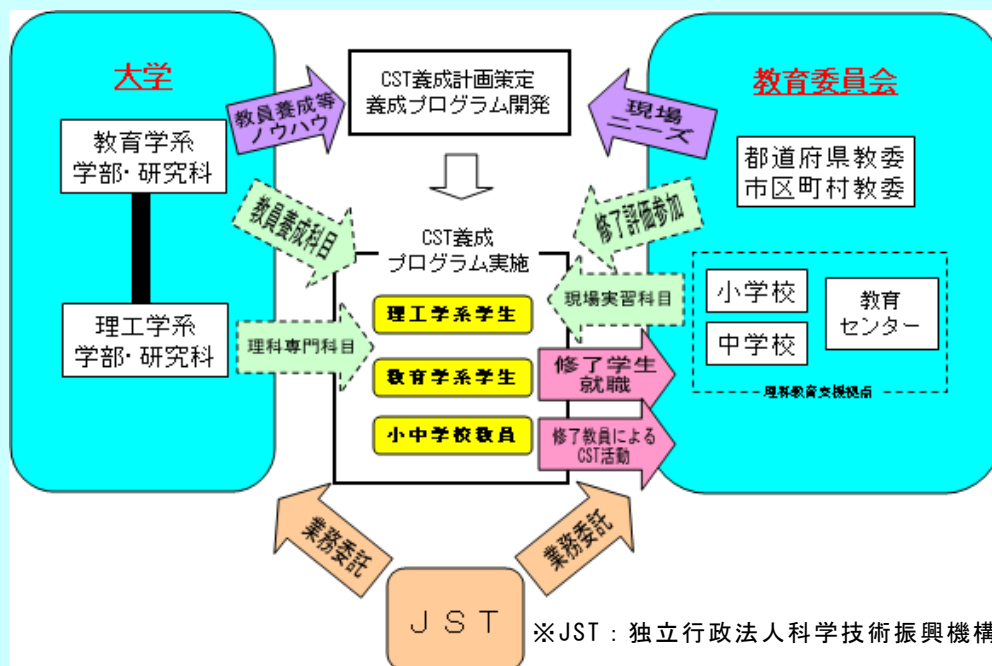 大学
教育学系
学部・研究科
理工学系
学部・研究科
教員養成等
ノウハウ
CST養成計画策定
養成プログラム開発
現場
ニーズ
教育委員会
都道府県教委
市区町村教委
教員養成科目
修了評価参加
CST養成
プログラム実施
理科専門科目
現場実習科目
理工学系学生
教育学系学生
小中学校教員
小学校
中学校
教育
センター
理科教育支援拠点
修了学生
就職
修了教員による
CST活動
業務委託
業務委託
JST
※JST：独立行政法人科学技術振興機構